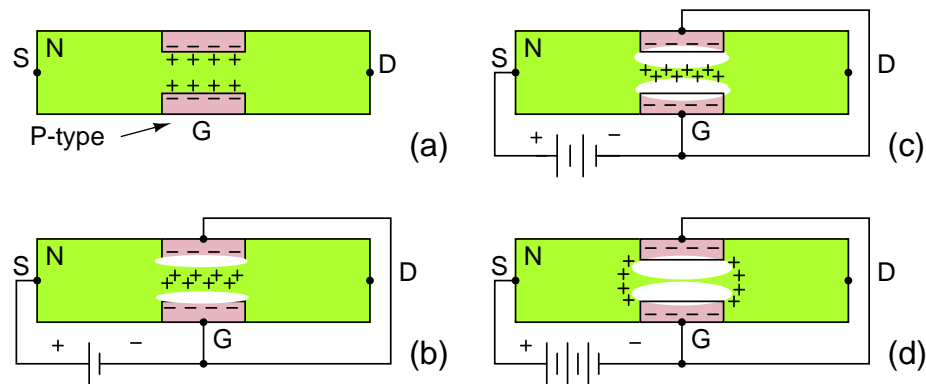 S N D
− − − −
+ + + +
+ + + +
− − − −
P-type G (a)
S N D
− − − −
+ + + + + + + +
− − − −
+ − G (c)
S N D
− − − −
+ + + + + + + +
− − − −
+ − G (b)
S N D
− − − −
+ +
+ +
+ +
+ +
− − − −
+ − G (d)